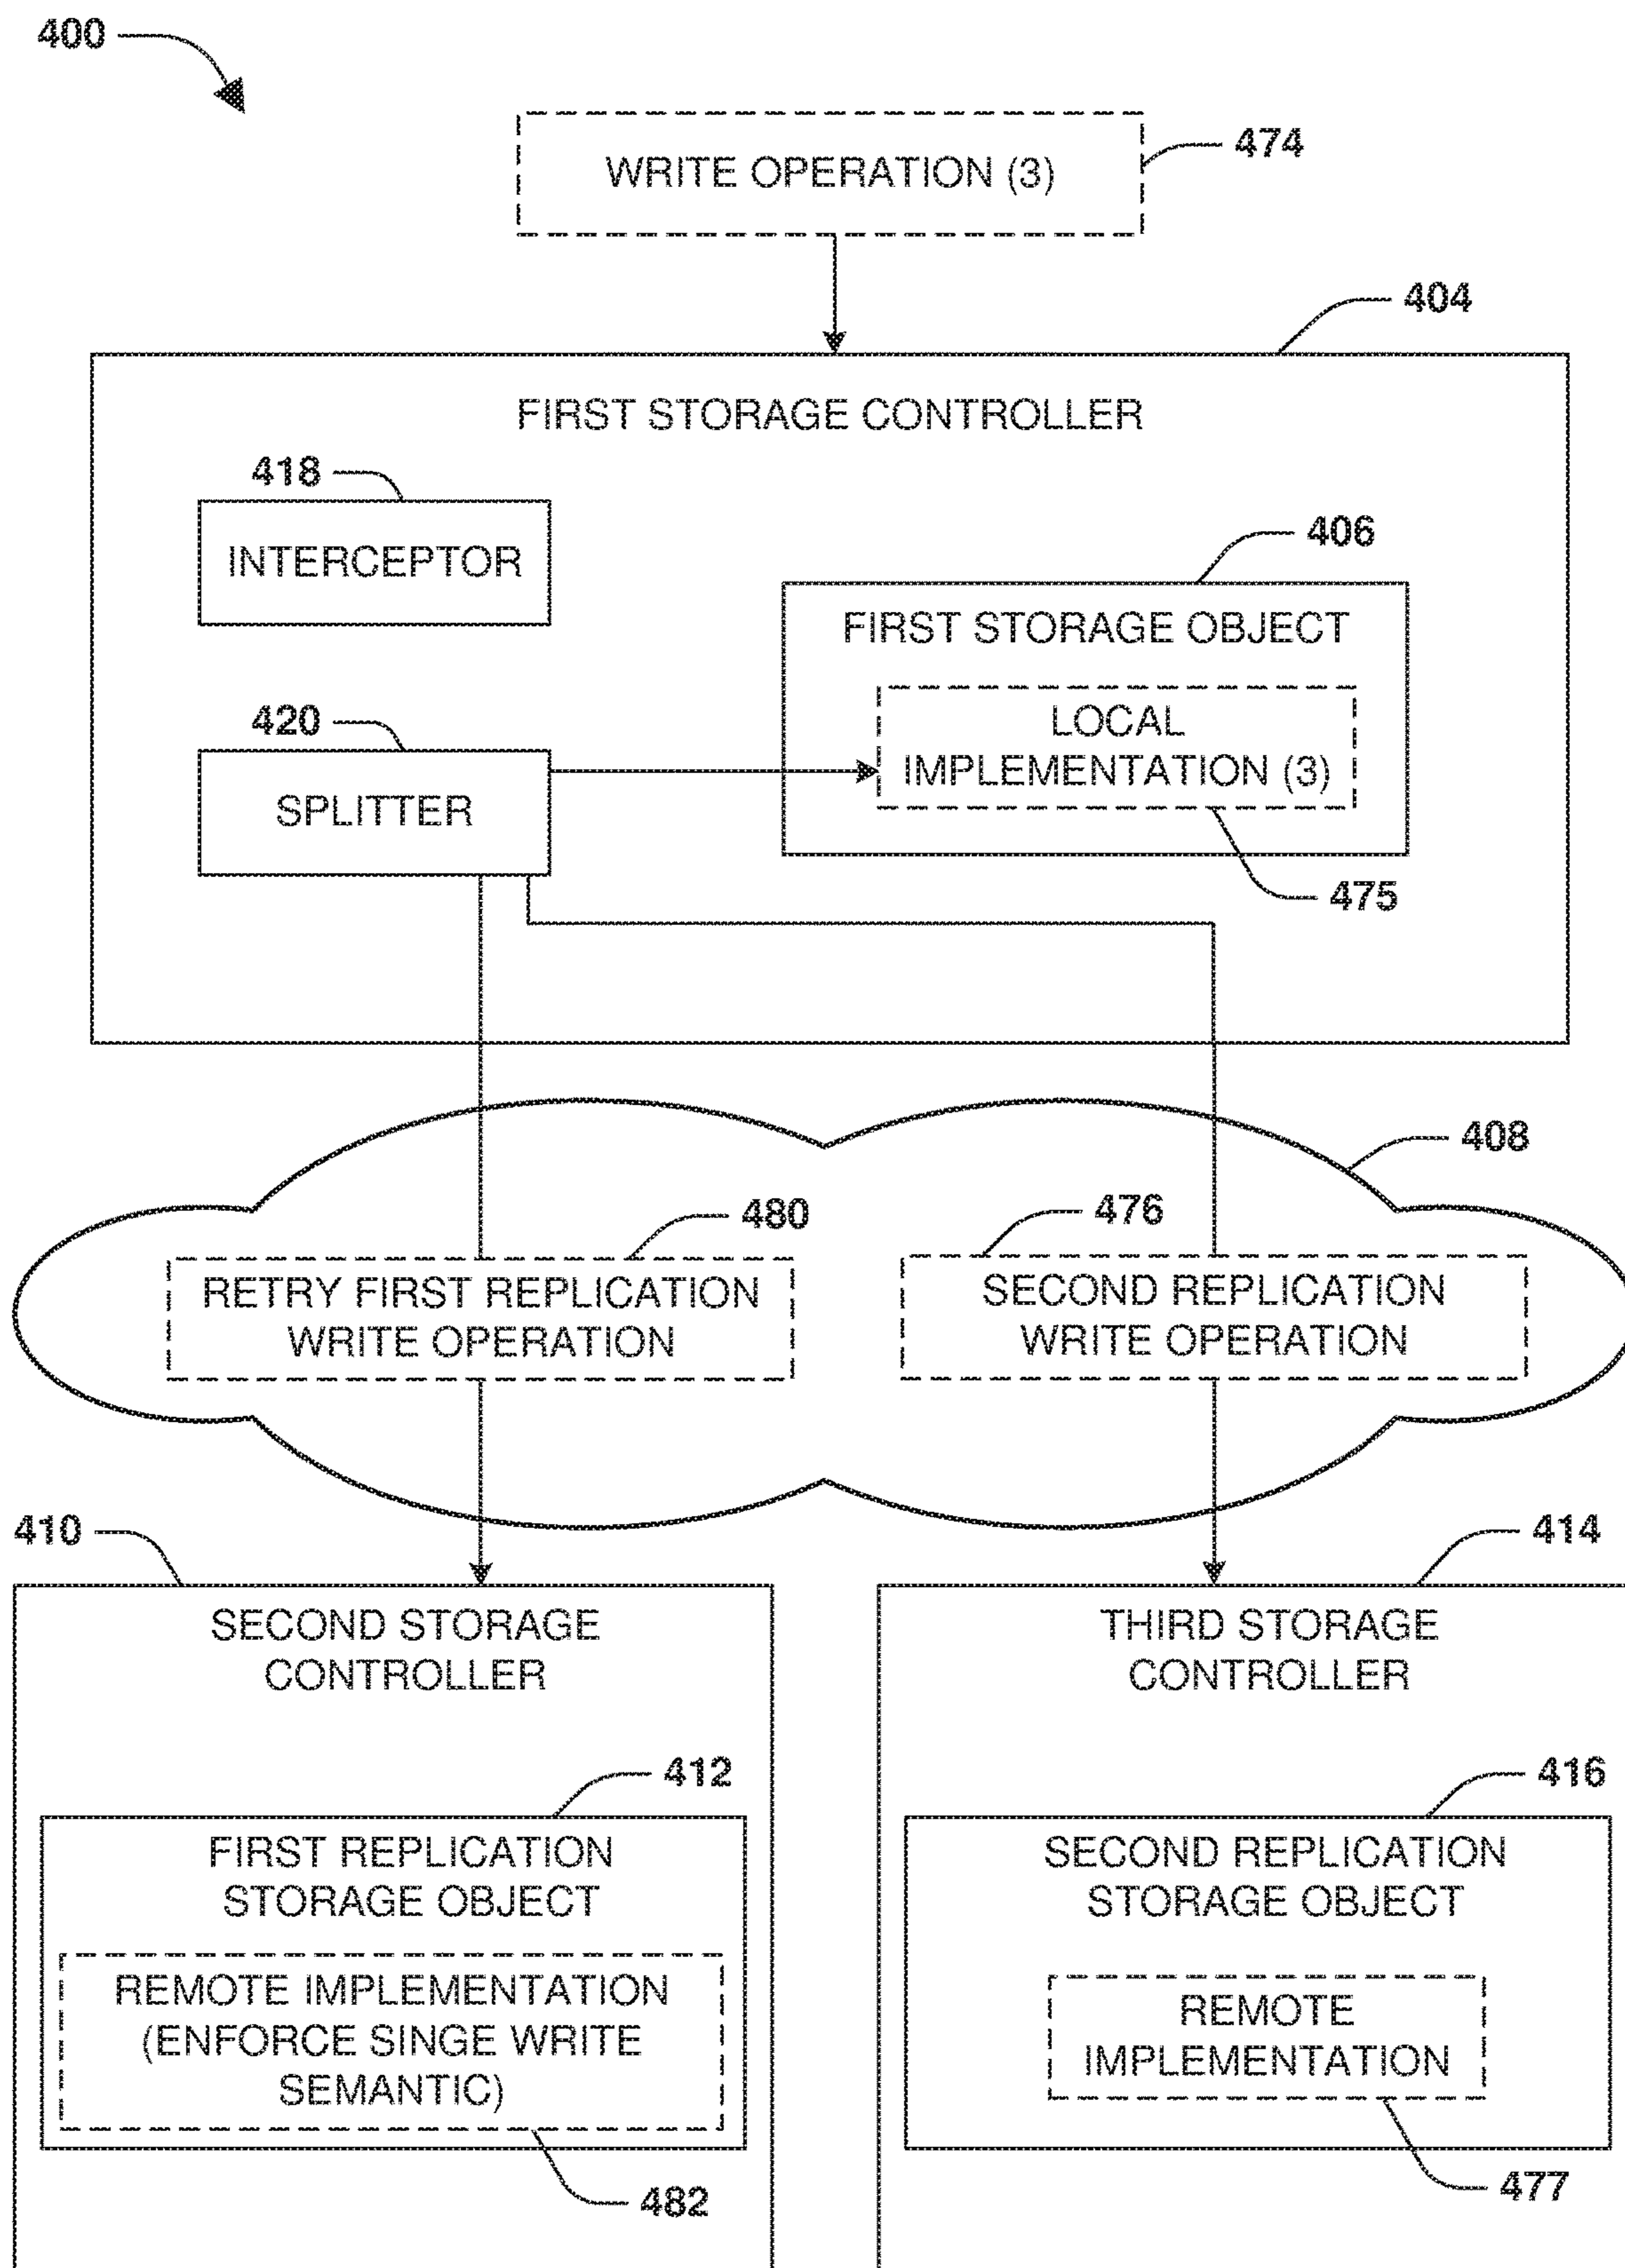 400
WRITE OPERATION (3)
474
404
FIRST STORAGE CONTROLLER
418
INTERCEPTOR
406
FIRST STORAGE OBJECT
LOCAL
IMPLEMENTATION (3)
420
SPLITTER
475
408
480
476
RETRY FIRST REPLICATION
WRITE OPERATION
SECOND REPLICATION
WRITE OPERATION
410
414
SECOND STORAGE
CONTROLLER
THIRD STORAGE
CONTROLLER
412
416
FIRST REPLICATION
STORAGE OBJECT
SECOND REPLICATION
STORAGE OBJECT
REMOTE IMPLEMENTATION
(ENFORCE SINGE WRITE
SEMANTIC)
REMOTE
IMPLEMENTATION
482
477